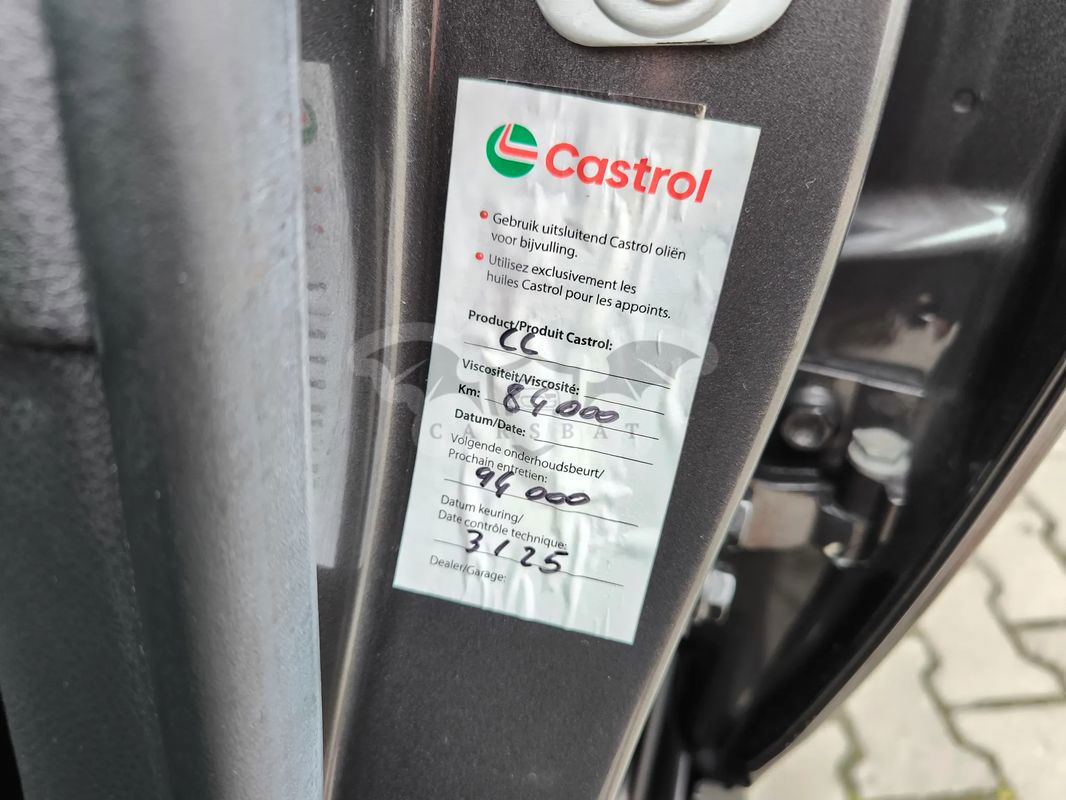 Castrol
• Gebruik uitsluitend Castrol oliën
voor bijvulling.
• Utilisez exclusivement les
huiles Castrol pour les appoints.
Product/Produit Castrol:
CC
Viscositeit/Viscosité:
Km: 84 000
Datum/Date:
CARSBAT
Volgende onderhoudsbeurt/
Prochain entretien:
94 000
Datum keuring/
Date contrôle technique:
3 / 25
Dealer/Garage: